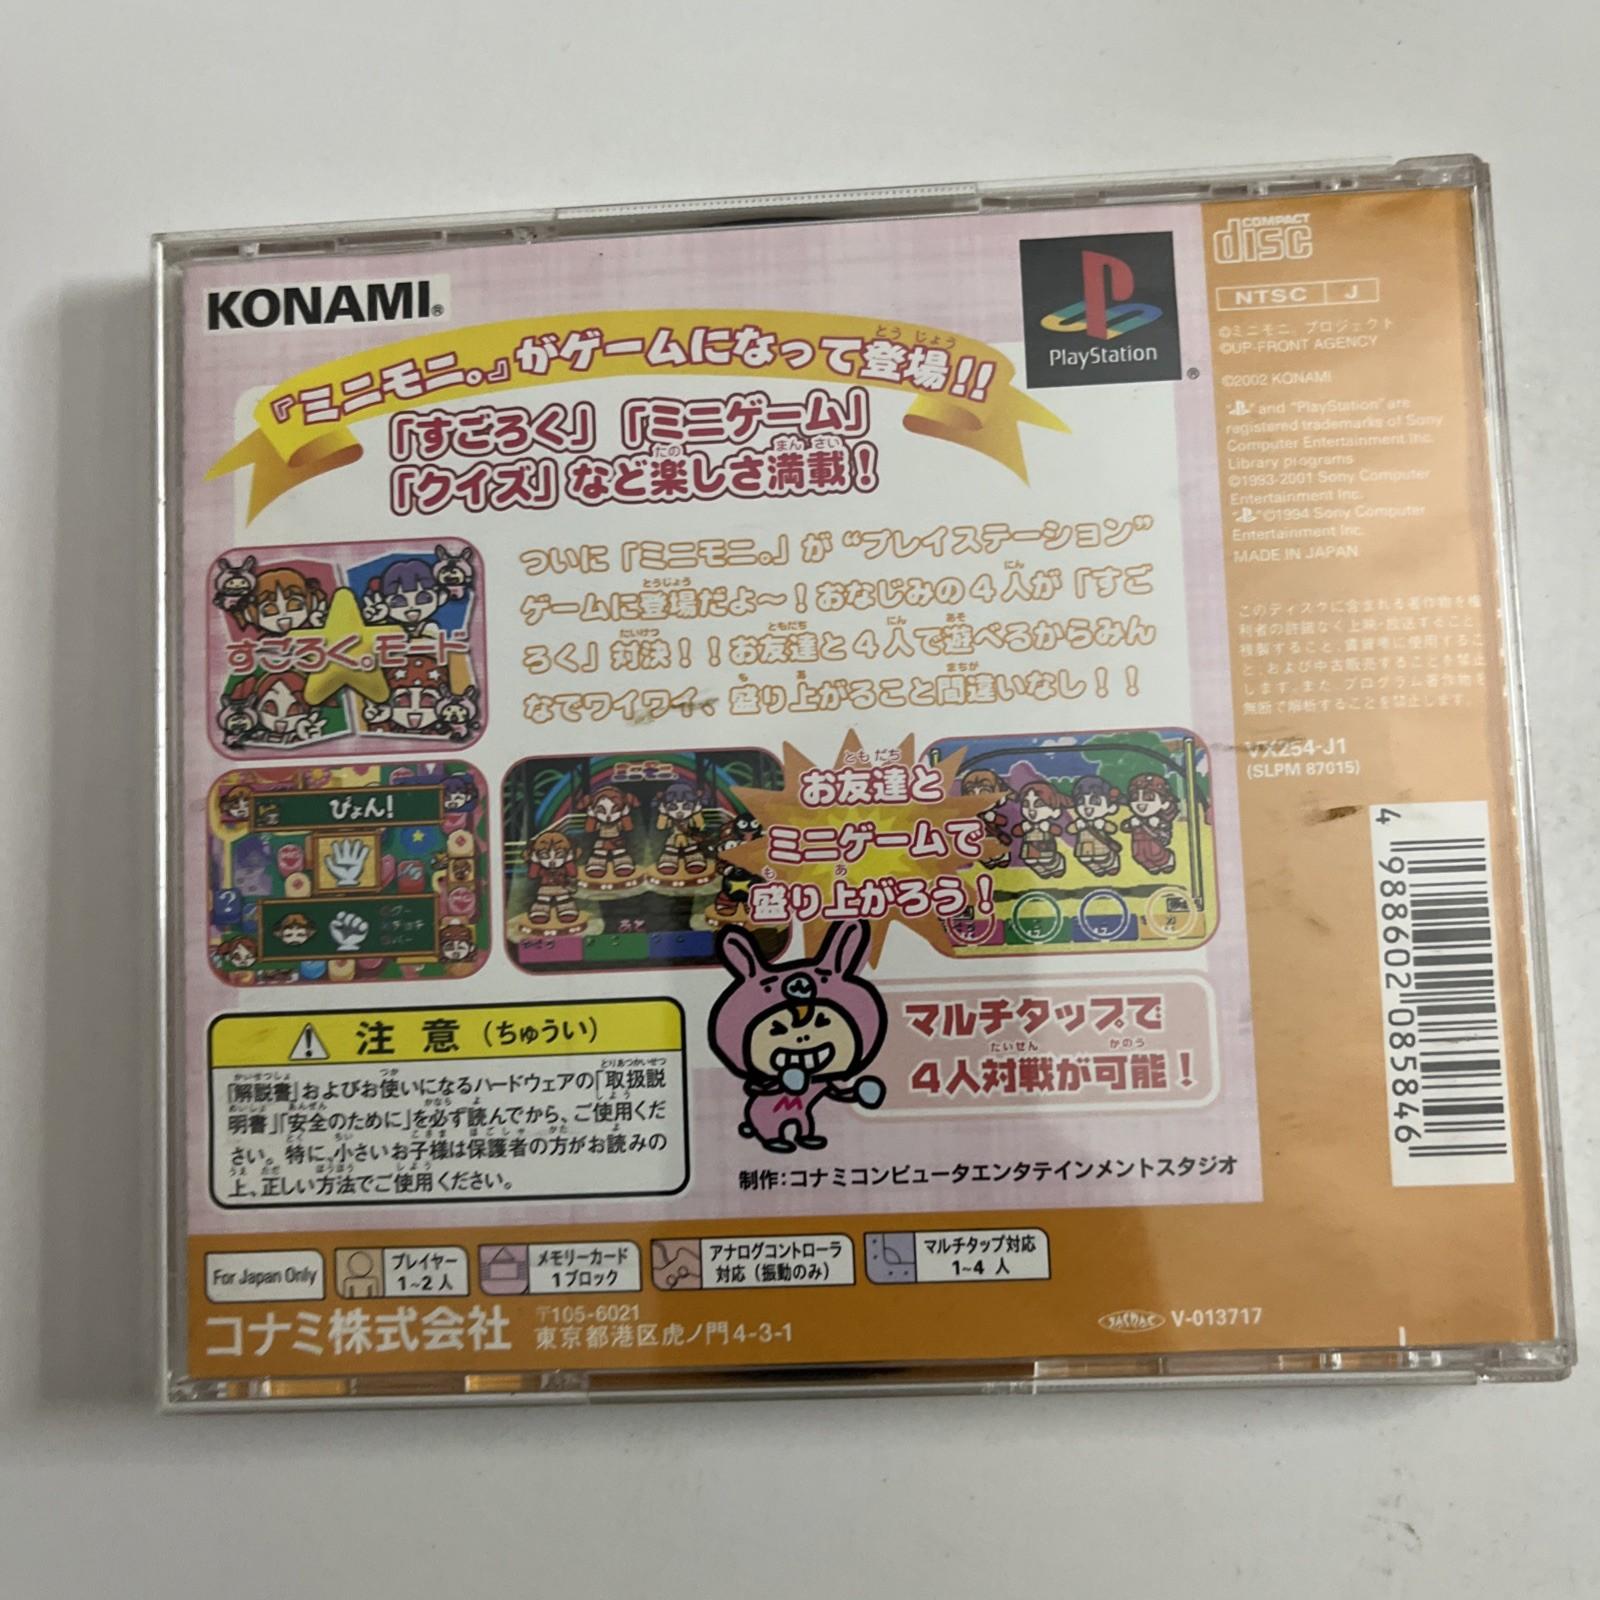 KONAMI®
『ミニモニ。』がゲームになって登場!!
「すごろく」「ミニゲーム」
「クイズ」など楽しさ満載!
PlayStation
®
ついに「ミニモニ。」が“プレイステーション”
ゲームに登場だよ〜!おなじみの4人が「すご
ろく」対決!!お友達と4人で遊べるからみん
なでワイワイ、盛り上がること間違いなし!!
すごろく。モード
ぴょん!
ミニモニ。
あと
お友達と
ミニゲームで
盛り上がろう!
マルチタップで
4人対戦が可能!
注意(ちゅうい)
「解説書」およびお使いになるハードウェアの「取扱説
明書」「安全のために」を必ず読んでから、ご使用くだ
さい。特に、小さいお子様は保護者の方がお読みの
上、正しい方法でご使用ください。
制作:コナミコンピュータエンタテインメントスタジオ
For Japan Only
プレイヤー
1~2人
メモリーカード
1ブロック
アナログコントローラ
対応(振動のみ)
マルチタップ対応
1~4人
コナミ株式会社
〒105-6021
東京都港区虎ノ門4-3-1
V-013717
COMPACT
disc
NTSC J
©ミニモニ。プロジェクト
©UP-FRONT AGENCY
©2002 KONAMI
"PS" and "PlayStation" are
registered trademarks of Sony
Computer Entertainment Inc.
Library programs
©1993-2001 Sony Computer
Entertainment Inc.
"PS" ©1994 Sony Computer
Entertainment Inc.
MADE IN JAPAN
このディスクに含まれる著作物を権
利者の許諾なく上映・放送すること、
複製すること、賃貸業に使用するこ
と、および中古販売することを禁止
します。また、プログラム著作物を
無断で解析することを禁止します。
VX254-J1
(SLPM 87015)
4 988602 085846